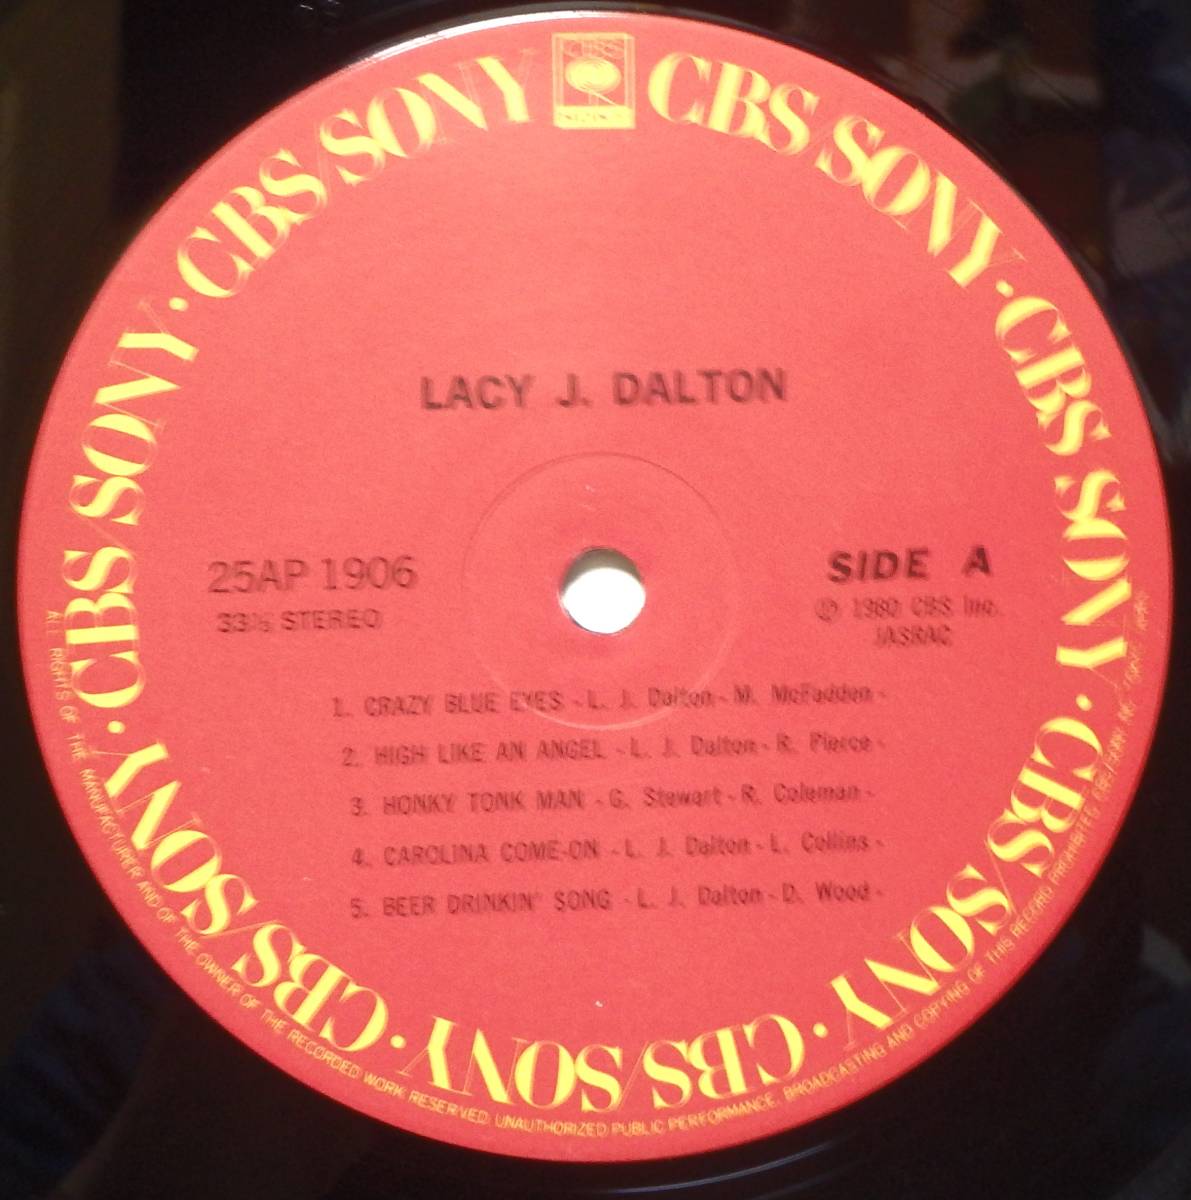 CBS/SONY · CBS/SONY · CBS/SONY · CBS/SONY · CBS/SONY · CBS/SONY · CBS/SONY · CBS/SONY
LACY J. DALTON
25AP 1906
33⅓ STEREO
SIDE A
Ⓟ 1980 CBS Inc.
JASRAC
1. CRAZY BLUE EYES - L. J. Dalton - M. McFadden -
2. HIGH LIKE AN ANGEL - L. J. Dalton - R. Pierce -
3. HONKY TONK MAN - G. Stewart - R. Coleman -
4. CAROLINA COME-ON - L. J. Dalton - L. Collins -
5. BEER DRINKIN' SONG - L. J. Dalton - D. Wood -
ALL RIGHTS OF THE MANUFACTURER AND OF THE OWNER OF THE RECORDED WORK RESERVED. UNAUTHORIZED PUBLIC PERFORMANCE, BROADCASTING AND COPYING OF THIS RECORD PROHIBITED.